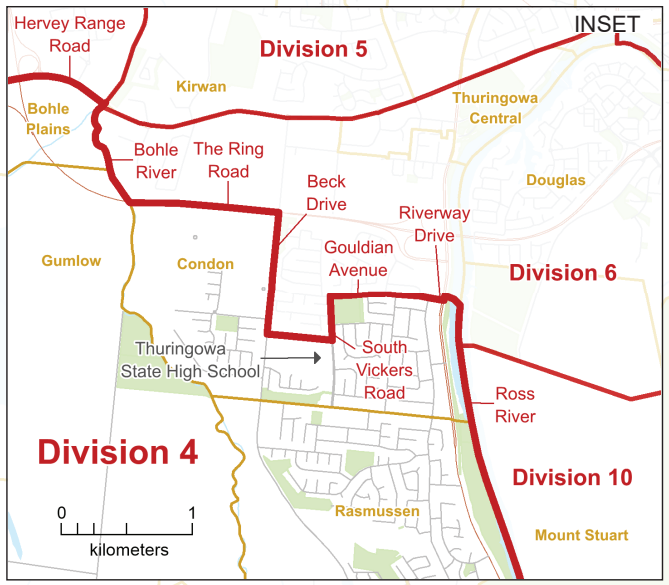 INSET
Hervey Range
Road
Division 5
Kirwan
Bohle
Plains
Thuringowa
Central
Bohle
River
The Ring
Road
Beck
Drive
Douglas
Riverway
Drive
Gouldian
Avenue
Gumlow
Condon
Division 6
Thuringowa
State High School
South
Vickers
Road
Ross
River
Division 4
Division 10
Rasmussen
Mount Stuart
0 1
kilometers